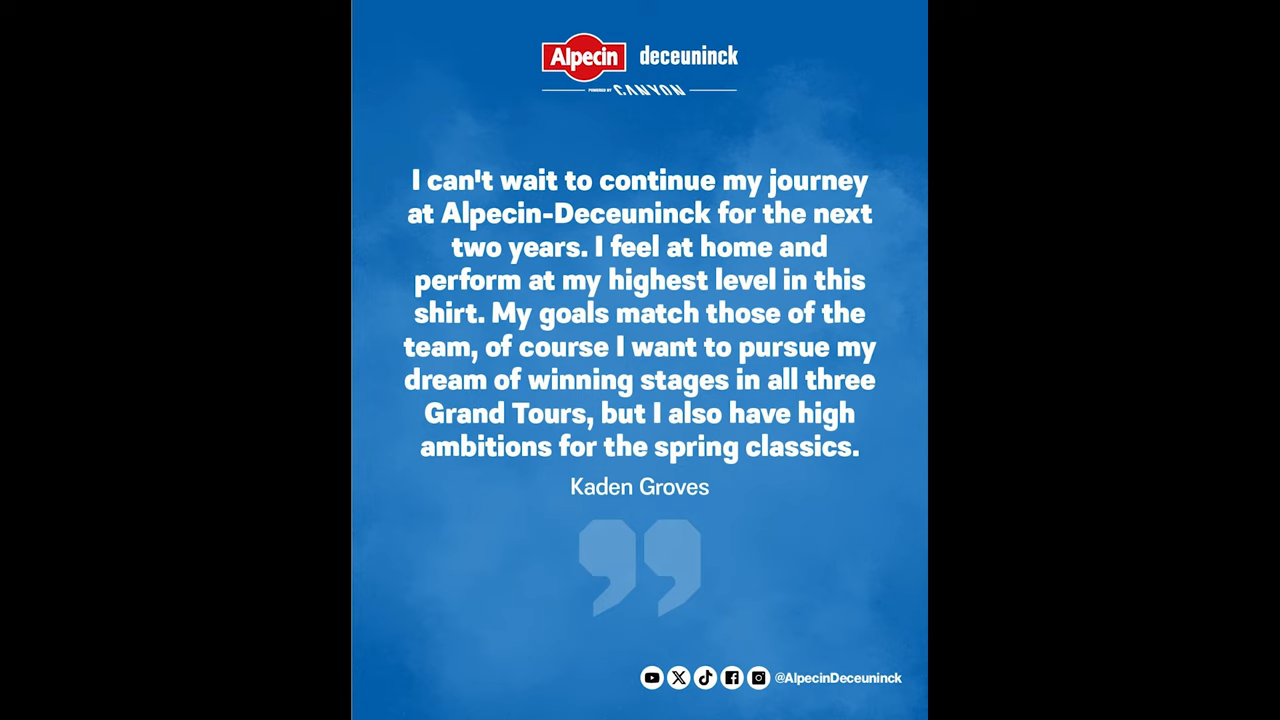 Alpecin deceuninck
POWERED BY CANYON
I can't wait to continue my journey
at Alpecin-Deceuninck for the next
two years. I feel at home and
perform at my highest level in this
shirt. My goals match those of the
team, of course I want to pursue my
dream of winning stages in all three
Grand Tours, but I also have high
ambitions for the spring classics.
Kaden Groves
@AlpecinDeceuninck